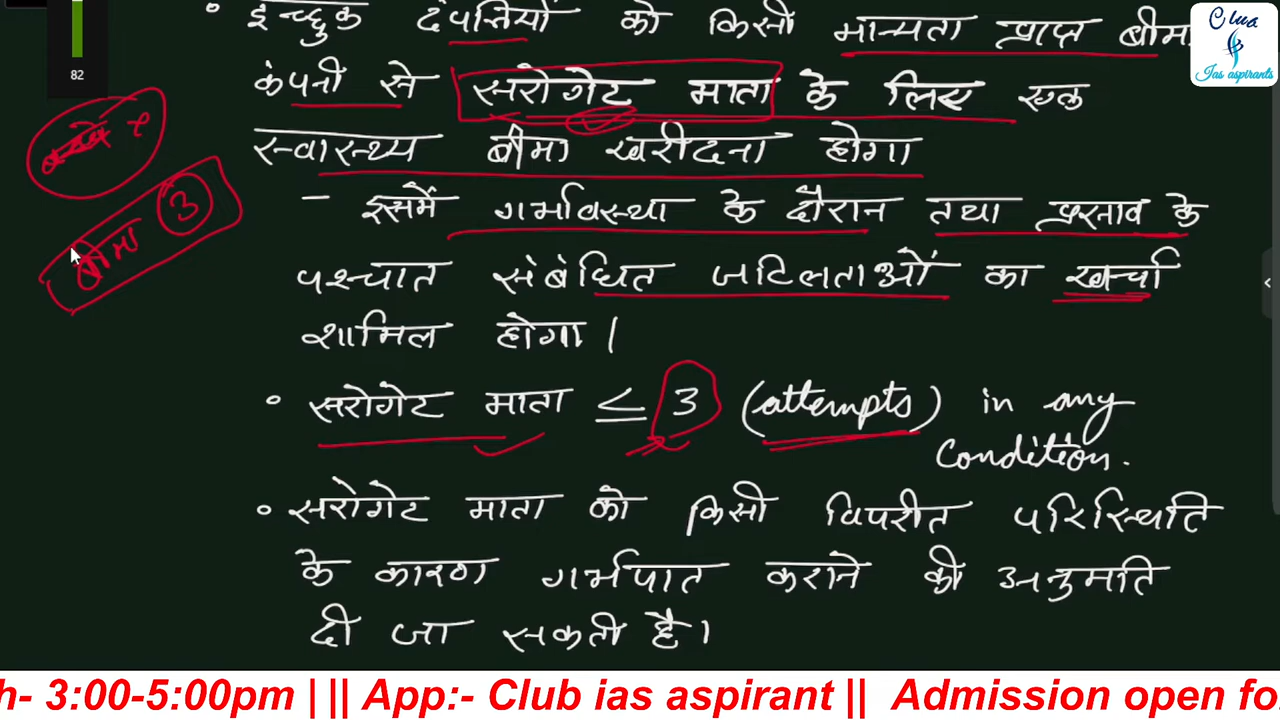 82
Club
Ias aspirants
• इच्छुक दंपत्तियों को किसी मान्यता प्राप्त बीमा
कंपनी से सरोगेट माता के लिए एक
स्वास्थ्य बीमा खरीदना होगा
- इसमें गर्भावस्था के दौरान तथा प्रसाव के
पश्चात संबंधित जटिलताओं का खर्चा
शामिल होगा।
बीमा 3
• सरोगेट माता ≤ 3 (attempts) in any
condition.
• सरोगेट माता को किसी विपरीत परिस्थिति
के कारण गर्भपात कराने की अनुमति
दी जा सकती है।
h- 3:00-5:00pm | || App:- Club ias aspirant || Admission open fo